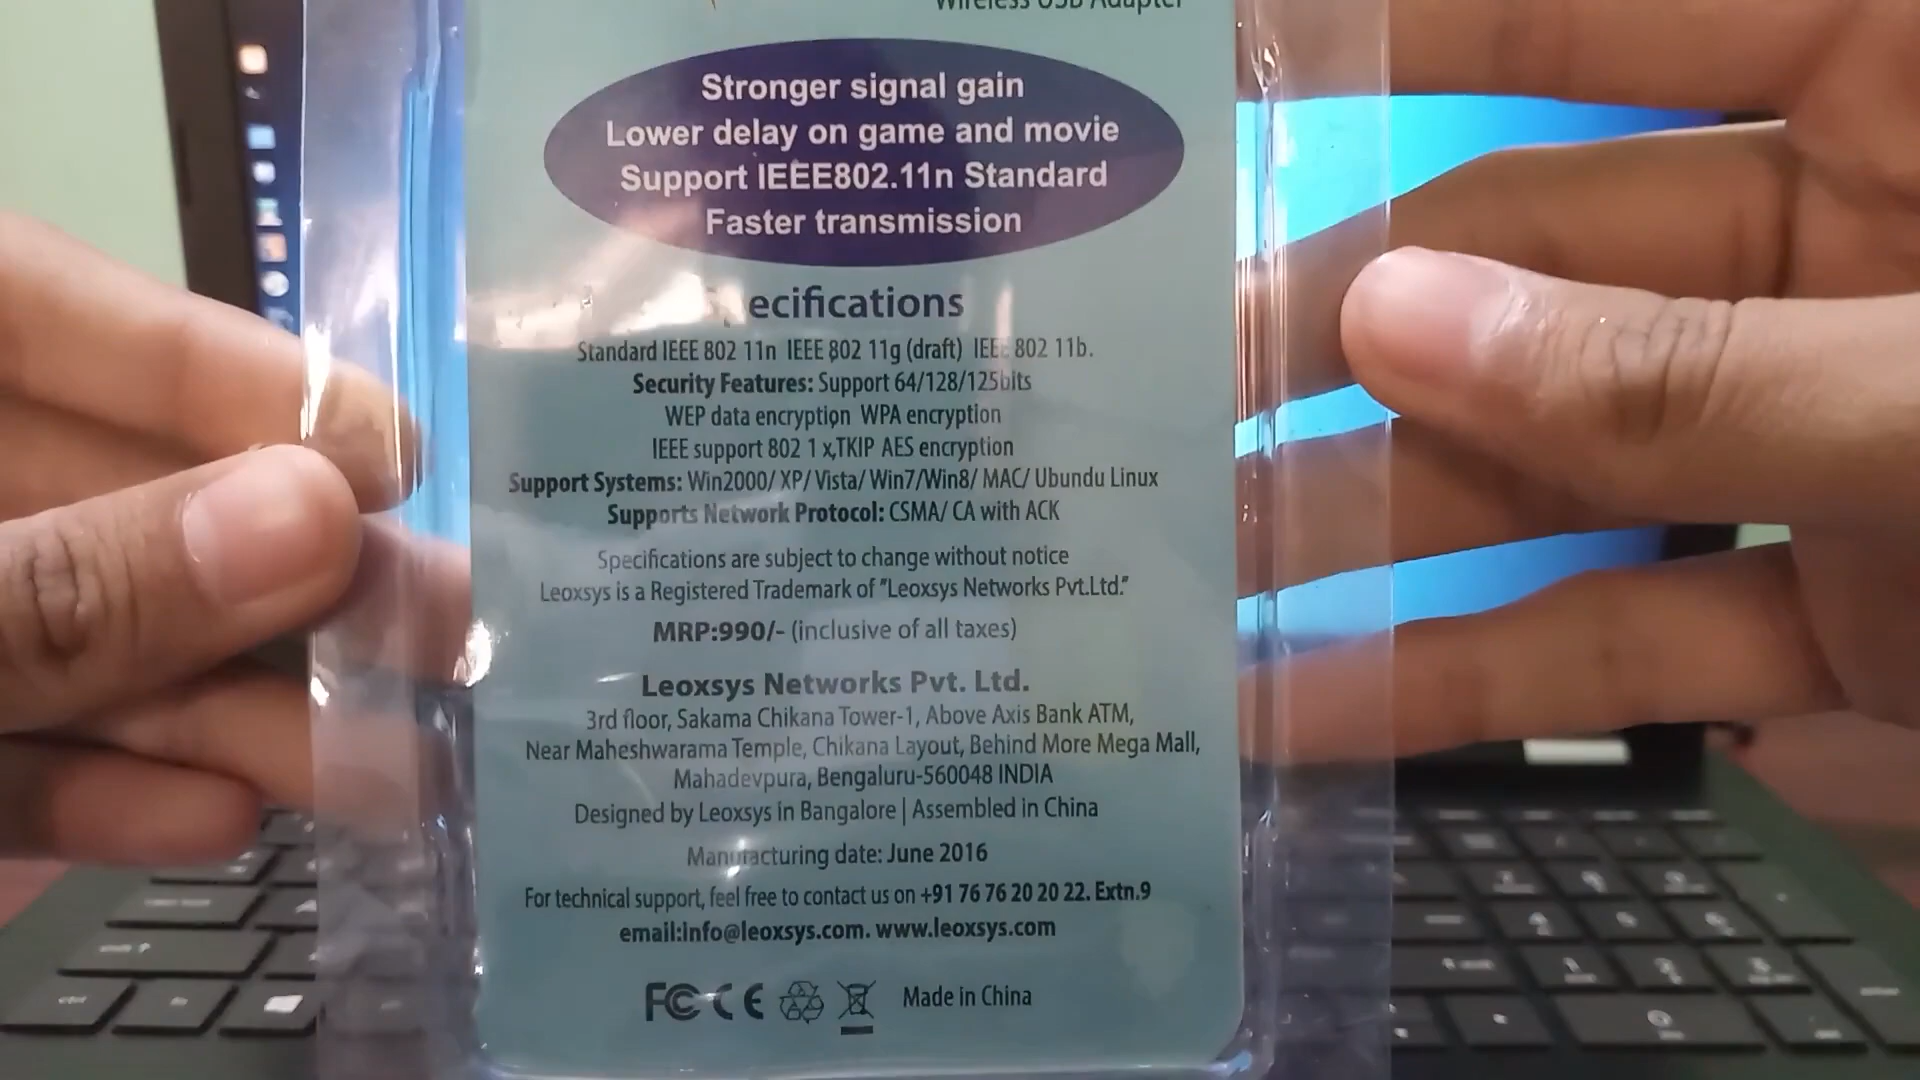 Wireless USB Adapter
Stronger signal gain
Lower delay on game and movie
Support IEEE802.11n Standard
Faster transmission
ecifications
Standard IEEE 802 11n IEEE 802 11g (draft) IEEE 802 11b.
Security Features: Support 64/128/125bits
WEP data encryption WPA encryption
IEEE support 802 1 x,TKIP AES encryption
Support Systems: Win2000/ XP/ Vista/ Win7/Win8/ MAC/ Ubundu Linux
Supports Network Protocol: CSMA/ CA with ACK
Specifications are subject to change without notice
Leoxsys is a Registered Trademark of "Leoxsys Networks Pvt.Ltd."
MRP:990/- (inclusive of all taxes)
Leoxsys Networks Pvt. Ltd.
3rd floor, Sakama Chikana Tower-1, Above Axis Bank ATM,
Near Maheshwarama Temple, Chikana Layout, Behind More Mega Mall,
Mahadevpura, Bengaluru-560048 INDIA
Designed by Leoxsys in Bangalore | Assembled in China
Manufacturing date: June 2016
For technical support, feel free to contact us on +91 76 76 20 20 22. Extn.9
email:info@leoxsys.com. www.leoxsys.com
FC CE Made in China